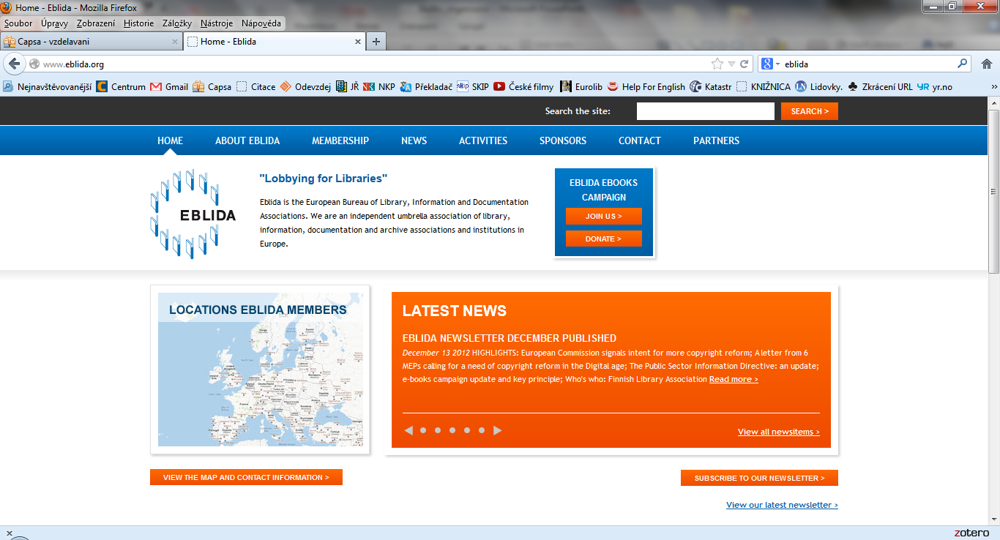 Home - Eblida - Mozilla Firefox
Soubor Úpravy Zobrazení Historie Záložky Nástroje Nápověda
Capsa - vzdelavani Home - Eblida
www.eblida.org eblida
Nejnavštěvovanější Centrum Gmail Capsa Citace Odevzdej JŘ NKP Překladač SKIP České filmy Eurolib Help For English Katastr KNIŽNICA Lidovky. Zkrácení URL yr.no »
Search the site: SEARCH >
HOME ABOUT EBLIDA MEMBERSHIP NEWS ACTIVITIES SPONSORS CONTACT PARTNERS
EBLIDA
"Lobbying for Libraries"
Eblida is the European Bureau of Library, Information and Documentation
Associations. We are an independent umbrella association of library,
information, documentation and archive associations and institutions in
Europe.
EBLIDA EBOOKS
CAMPAIGN
JOIN US >
DONATE >
LOCATIONS EBLIDA MEMBERS
LATEST NEWS
EBLIDA NEWSLETTER DECEMBER PUBLISHED
December 13 2012 HIGHLIGHTS: European Commission signals intent for more copyright reform; A letter from 6
MEPs calling for a need of copyright reform in the Digital age; The Public Sector Information Directive: an update;
e-books campaign update and key principle; Who's who: Finnish Library Association Read more >
View all newsitems >
VIEW THE MAP AND CONTACT INFORMATION >
SUBSCRIBE TO OUR NEWSLETTER >
View our latest newsletter >
zotero